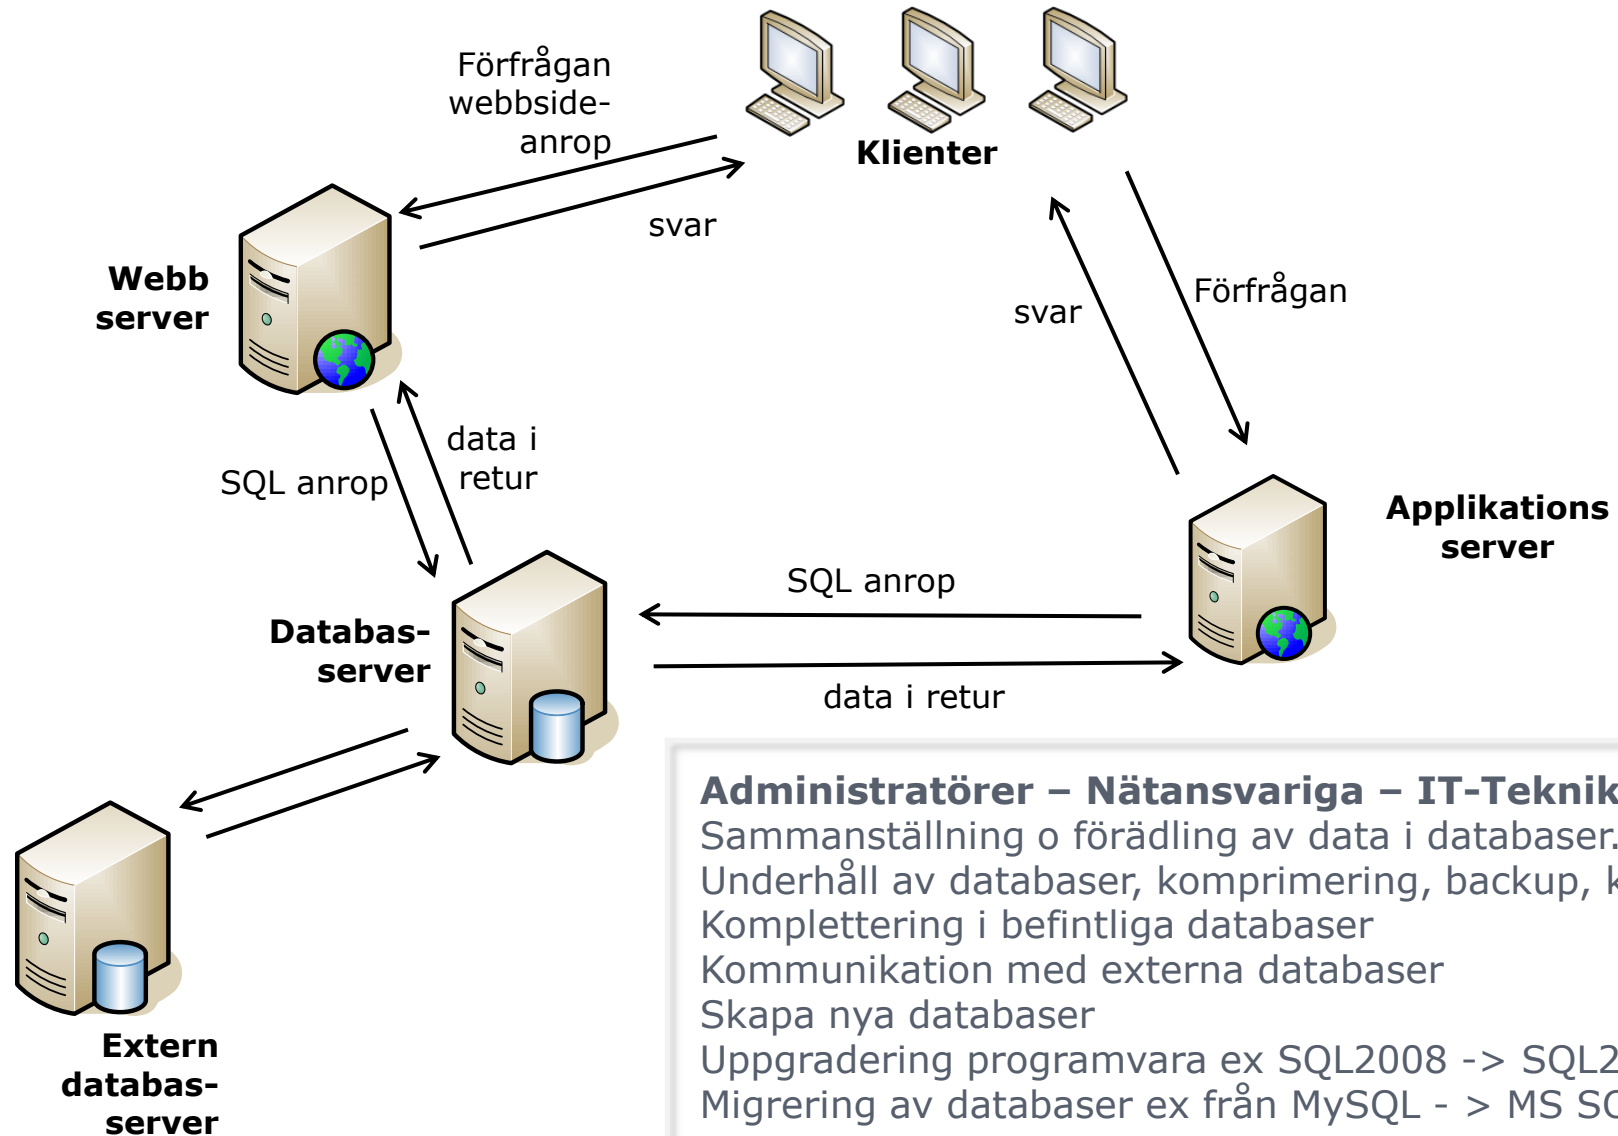 Förfrågan
webbside-
anrop
Klienter
svar
Webb
server
svar
Förfrågan
data i
retur
SQL anrop
Applikations
server
SQL anrop
Databas-
server
data i retur
Administratörer – Nätansvariga – IT-Teknik
Sammanställning o förädling av data i databaser.
Underhåll av databaser, komprimering, backup, k
Komplettering i befintliga databaser
Kommunikation med externa databaser
Skapa nya databaser
Uppgradering programvara ex SQL2008 -> SQL2
Migrering av databaser ex från MySQL - > MS
Extern
databas-
server